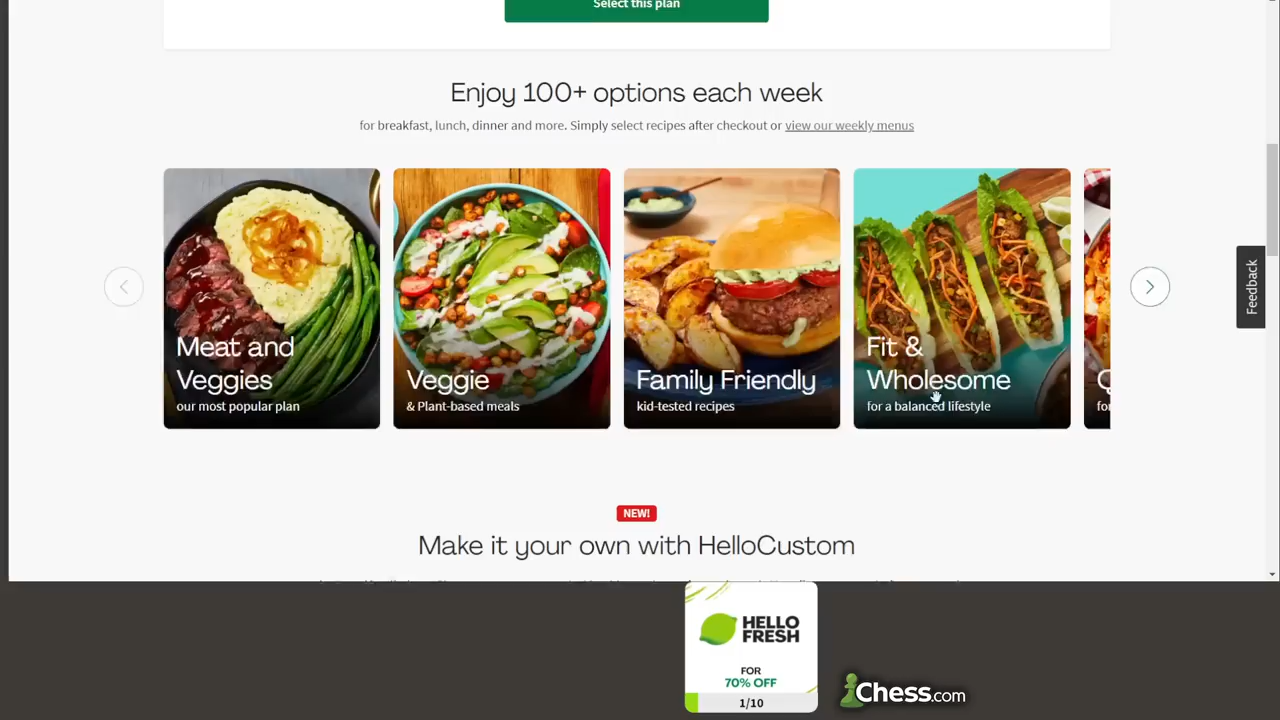 Select this plan
Enjoy 100+ options each week
for breakfast, lunch, dinner and more. Simply select recipes after checkout or view our weekly menus
Meat and
Veggies
our most popular plan
Veggie
& Plant-based meals
Family Friendly
kid-tested recipes
Fit &
Wholesome
for a balanced lifestyle
Feedback
NEW!
Make it your own with HelloCustom
HELLO
FRESH
FOR
70% OFF
1/10
Chess.com